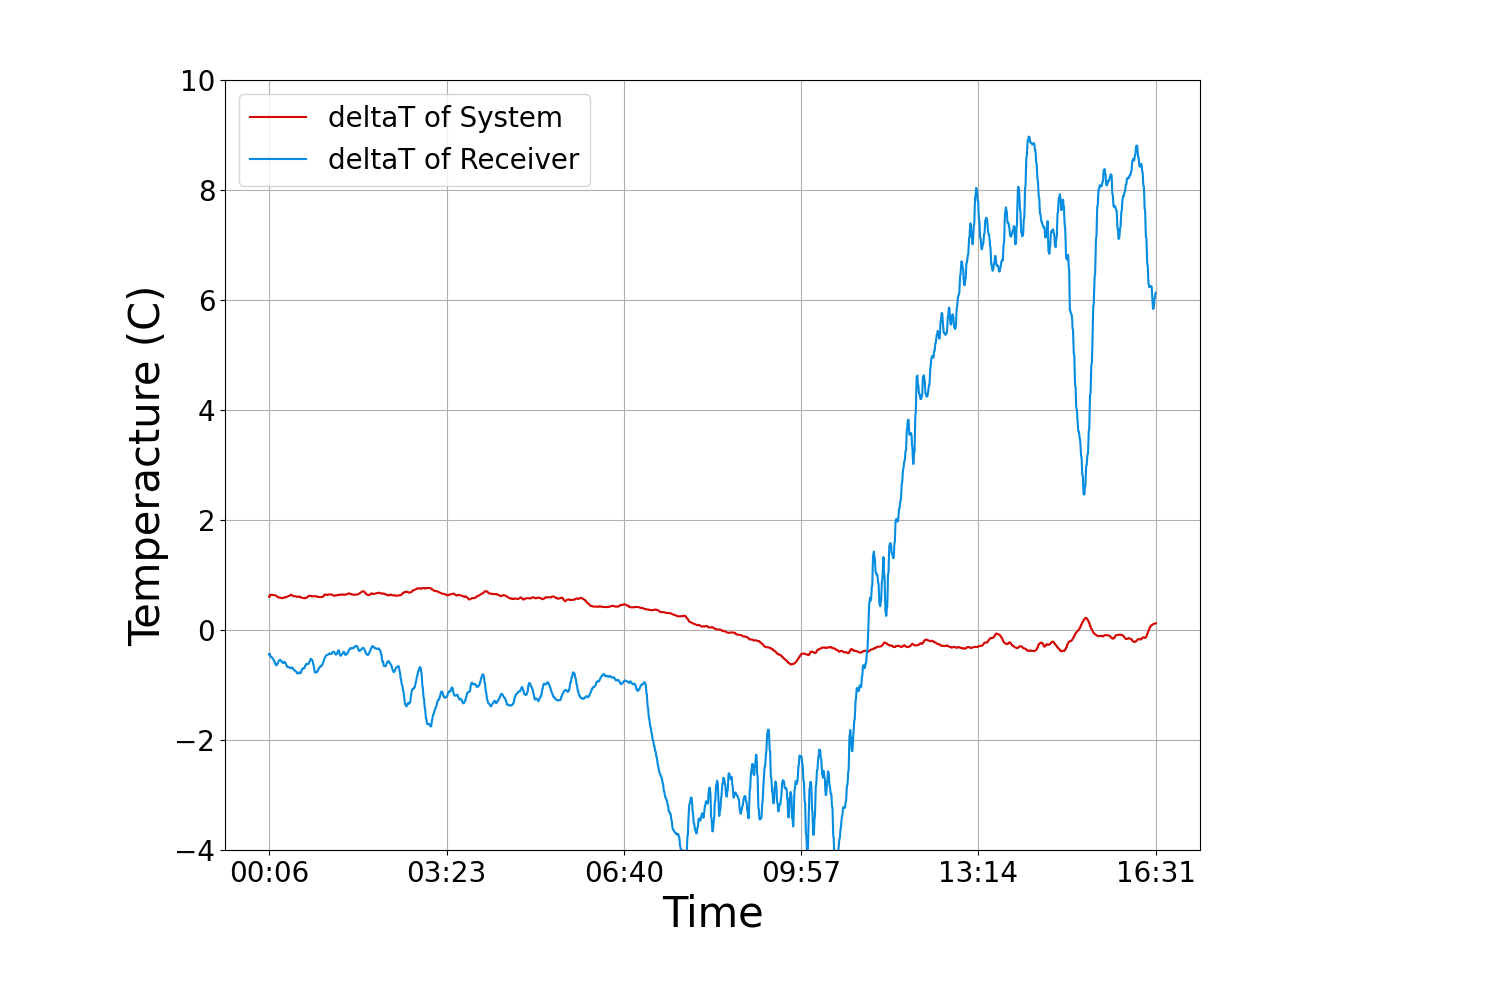 10
8
6
4
2
0
−2
−4
Temperacture (C)
deltaT of System
deltaT of Receiver
00:06 03:23 06:40 09:57 13:14 16:31
Time